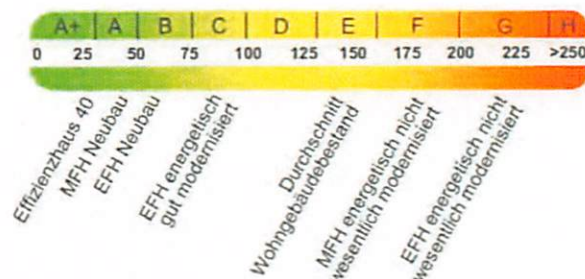 A+ A B C D E F G H
0 25 50 75 100 125 150 175 200 225 >250
Effizienzhaus 40
MFH Neubau
EFH Neubau
EFH energetisch
gut modernisiert
Durchschnitt
Wohngebäudebestand
MFH energetisch nicht
wesentlich modernisiert
EFH energetisch nicht
wesentlich modernisiert